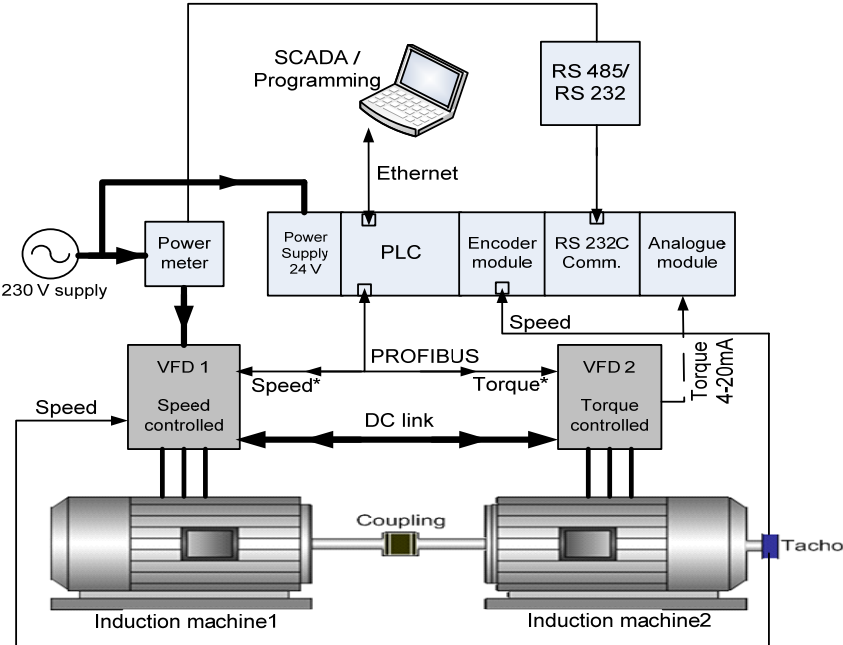 SCADA /
Programming
RS 485/
RS 232
Ethernet
Power
meter
230 V supply
Power
Supply
24 V
PLC
Encoder
module
RS 232C
Comm.
Analogue
module
Speed
PROFIBUS
Speed*
Torque*
Torque
4-20mA
VFD 1
Speed
controlled
VFD 2
Torque
controlled
Speed
DC link
Coupling
Tacho
Induction machine1
Induction machine2